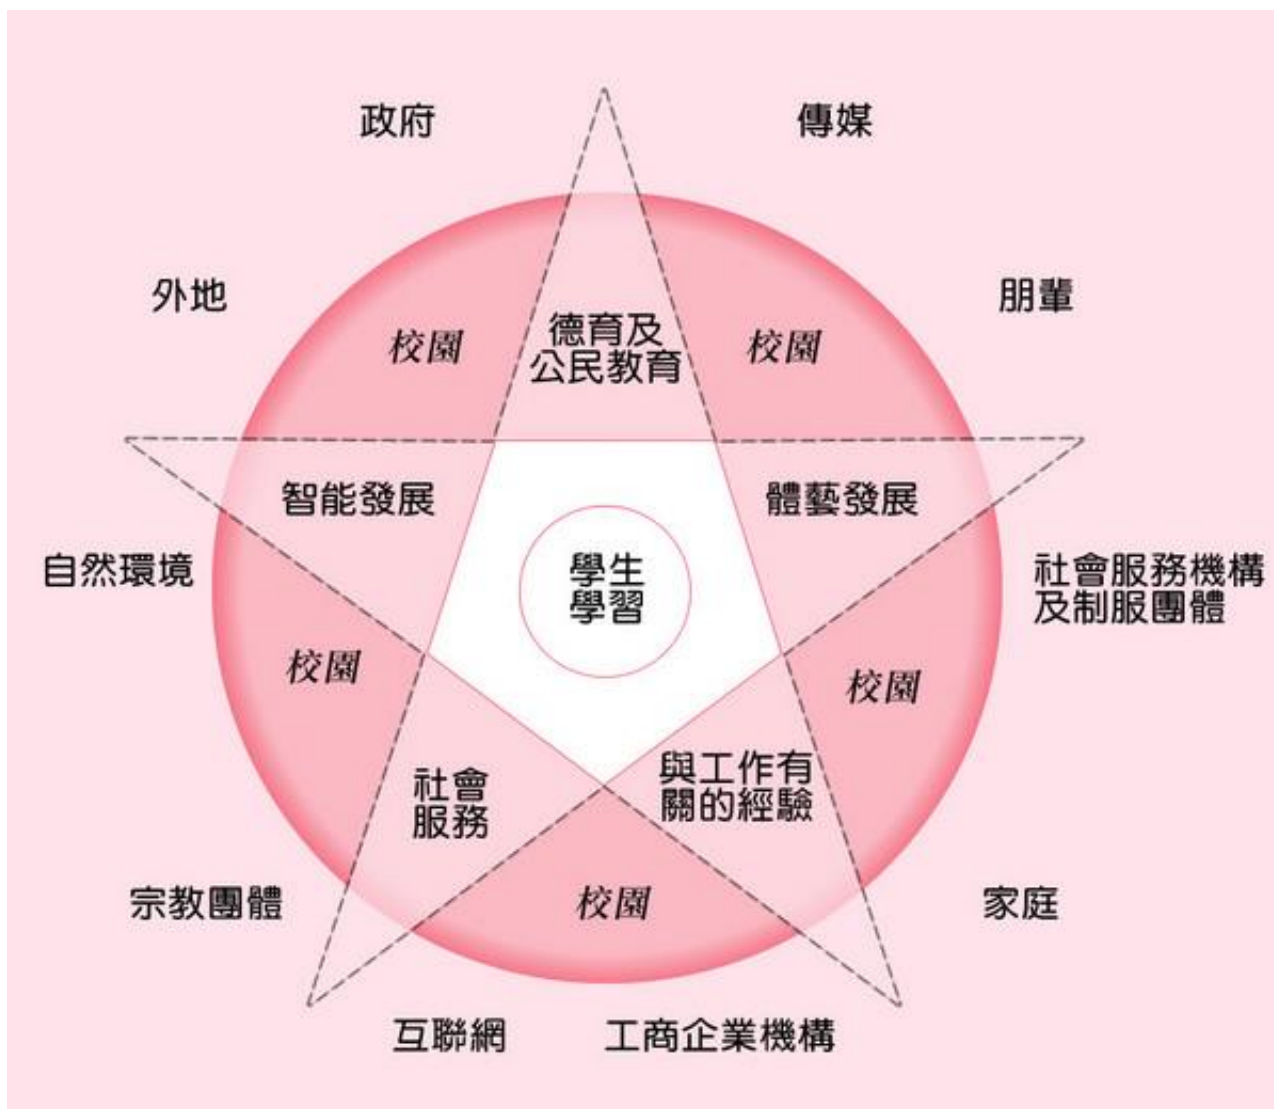 政府
傳媒
外地
朋輩
校園
德育及
公民教育
校園
智能發展
體藝發展
自然環境
學生
學習
社會服務機構
及制服團體
校園
校園
社會
服務
與工作有
關的經驗
宗教團體
校園
家庭
互聯網
工商企業機構